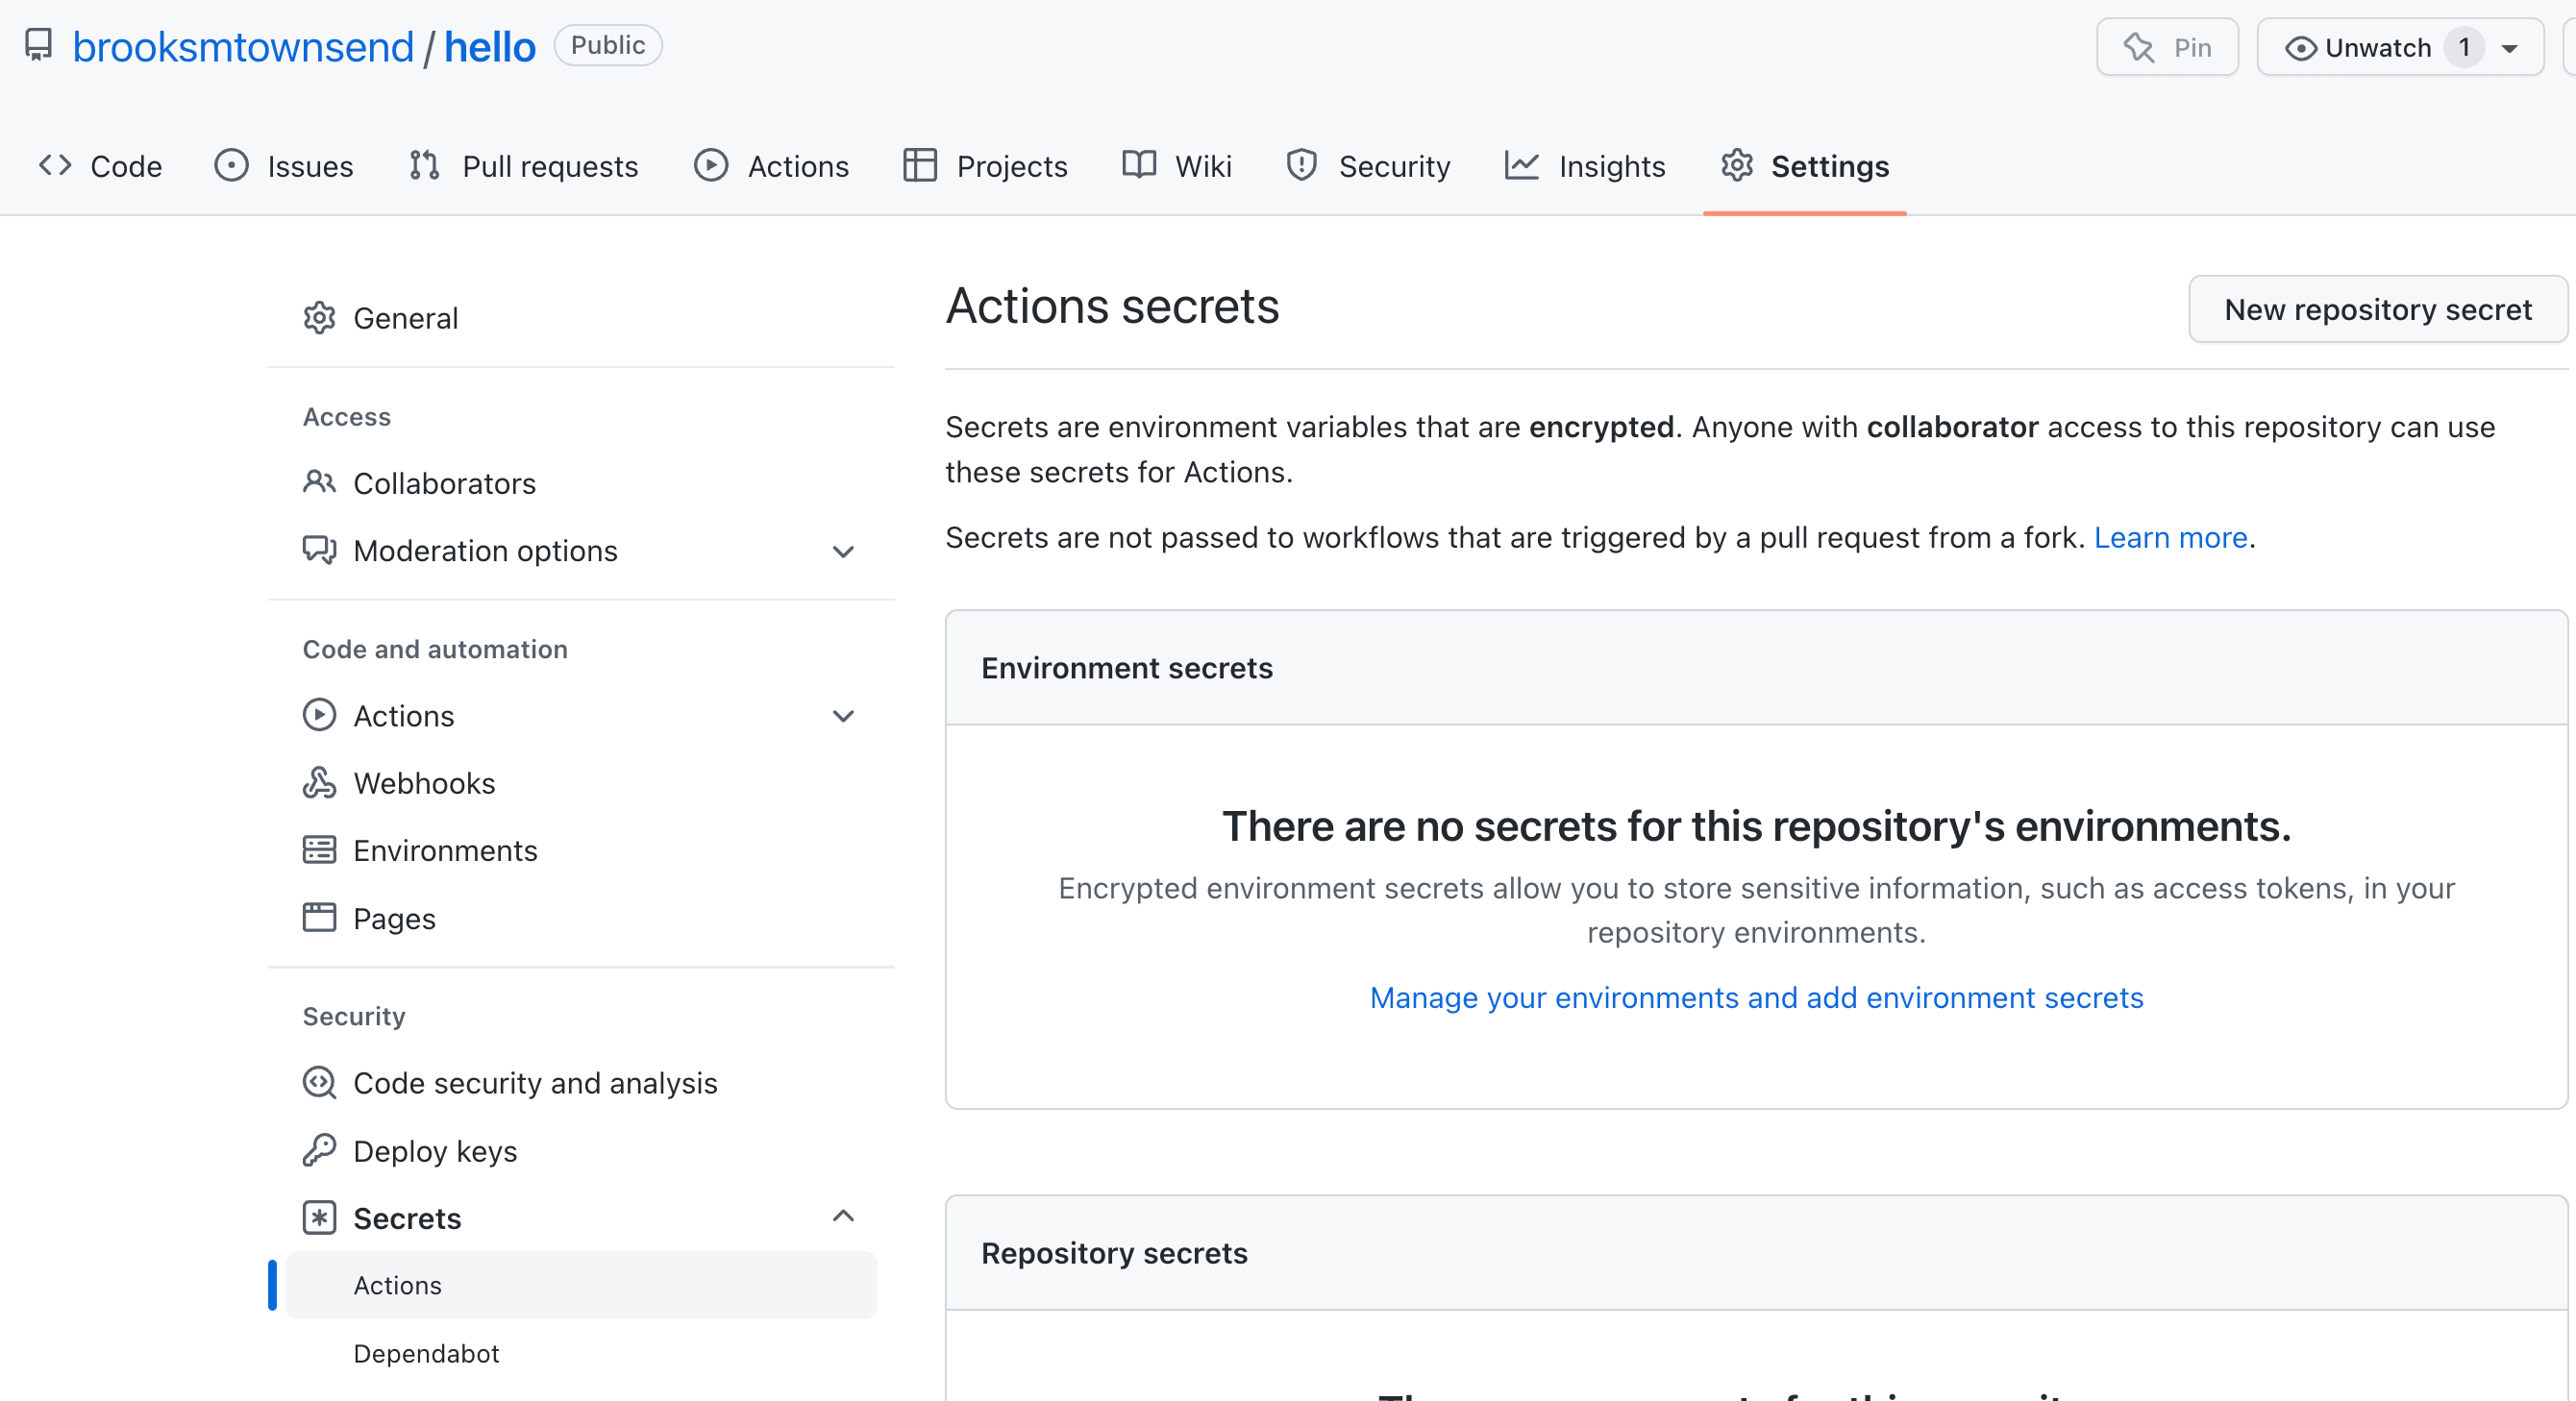 brooksmtownsend / hello Public
Pin
Unwatch 1
Code Issues Pull requests Actions Projects Wiki Security Insights Settings
General
Access
Collaborators
Moderation options
Code and automation
Actions
Webhooks
Environments
Pages
Security
Code security and analysis
Deploy keys
Secrets
Actions
Dependabot
Actions secrets
New repository secret
Secrets are environment variables that are encrypted. Anyone with collaborator access to this repository can use
these secrets for Actions.
Secrets are not passed to workflows that are triggered by a pull request from a fork. Learn more.
Environment secrets
There are no secrets for this repository's environments.
Encrypted environment secrets allow you to store sensitive information, such as access tokens, in your
repository environments.
Manage your environments and add environment secrets
Repository secrets